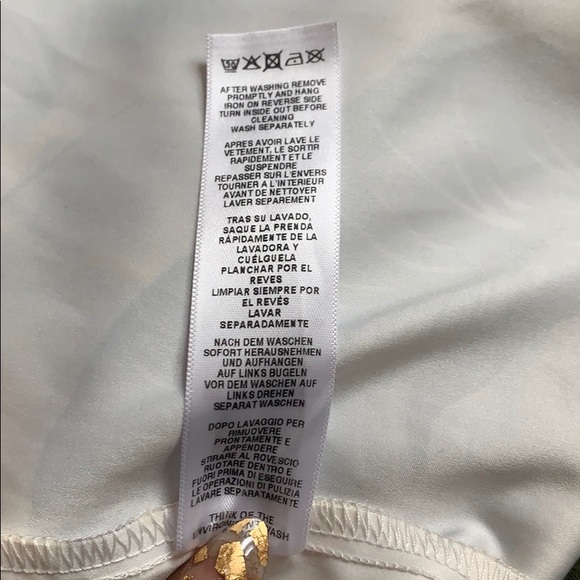 AFTER WASHING REMOVE
PROMPTLY AND HANG
IRON ON REVERSE SIDE
TURN INSIDE OUT BEFORE
CLEANING
WASH SEPARATELY
APRES AVOIR LAVE LE
VETEMENT, LE SORTIR
RAPIDEMENT ET LE
SUSPENDRE
REPASSER SUR L'ENVERS
TOURNER A L'INTERIEUR
AVANT DE NETTOYER
LAVER SEPAREMENT
TRAS SU LAVADO,
SAQUE LA PRENDA
RÁPIDAMENTE DE LA
LAVADORA Y
CUÉLGUELA
PLANCHAR POR EL
REVES
LIMPIAR SIEMPRE POR
EL REVÉS
LAVAR
SEPARADAMENTE
NACH DEM WASCHEN
SOFORT HERAUSNEHMEN
UND AUFHANGEN
AUF LINKS BUGELN
VOR DEM WASCHEN AUF
LINKS DREHEN
SEPARAT WASCHEN
DOPO LAVAGGIO PER
RIMUOVERE
PRONTAMENTE E
APPENDERE
STIRARE AL ROVESCIO
RUOTARE DENTRO E
FUORI PRIMA DI ESEGUIRE
LE OPERAZIONI DI PULIZIA
LAVARE SEPARATAMENTE
THINK OF THE